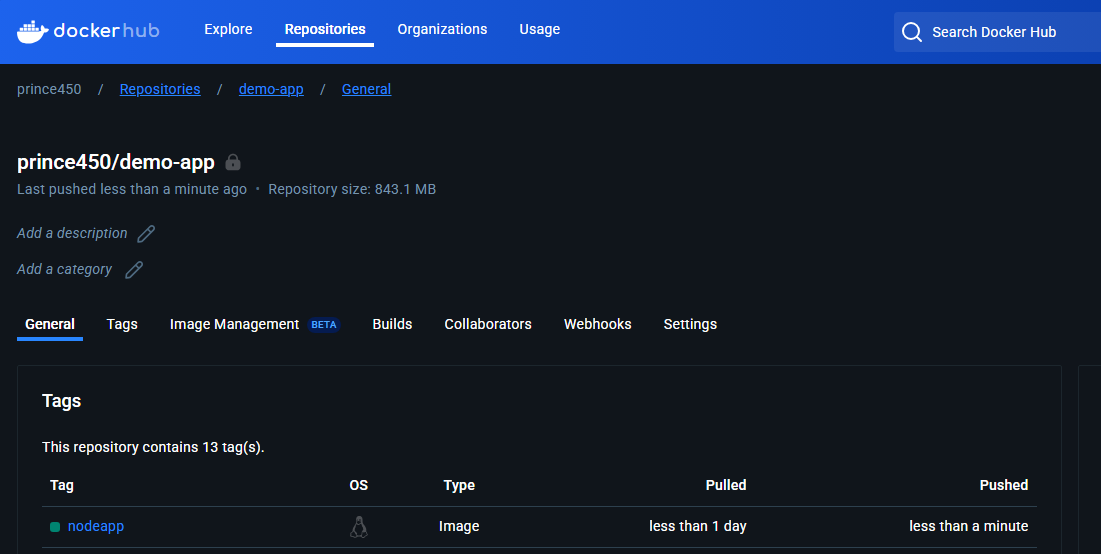 dockerhub Explore Repositories Organizations Usage Search Docker Hub
prince450 / Repositories / demo-app / General
prince450/demo-app
Last pushed less than a minute ago • Repository size: 843.1 MB
Add a description
Add a category
General Tags Image Management BETA Builds Collaborators Webhooks Settings
Tags
This repository contains 13 tag(s).
Tag OS Type Pulled Pushed
nodeapp Image less than 1 day less than a minute